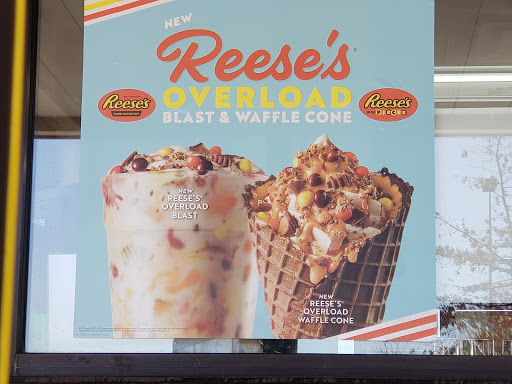 NEW
Reese's
OVERLOAD
BLAST & WAFFLE CONE
Reese's
Reese's
PIECES
NEW
REESE'S
OVERLOAD
BLAST
NEW
REESE'S
OVERLOAD
WAFFLE CONE